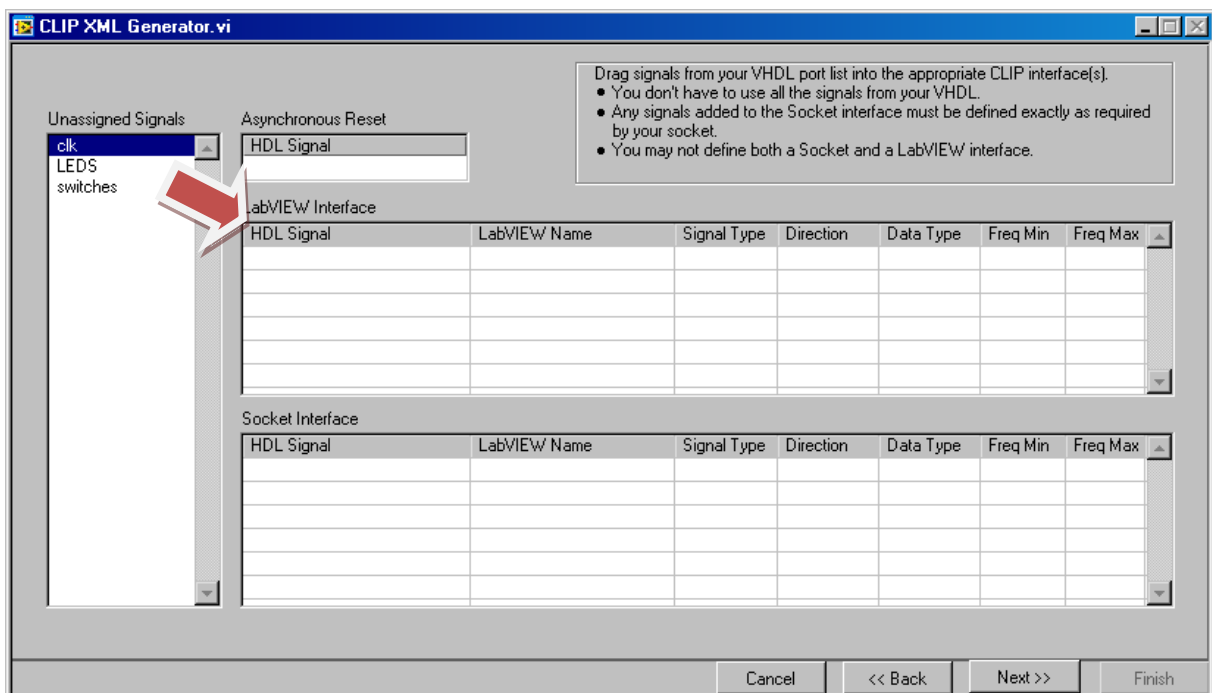 CLIP XML Generator.vi
Drag signals from your VHDL port list into the appropriate CLIP interface(s).
• You don't have to use all the signals from your VHDL.
• Any signals added to the Socket interface must be defined exactly as required
by your socket.
• You may not define both a Socket and a LabVIEW interface.
Unassigned Signals
clk
LEDS
switches
Asynchronous Reset
HDL Signal
LabVIEW Interface
HDL Signal LabVIEW Name Signal Type Direction Data Type Freq Min Freq Max
Socket Interface
HDL Signal LabVIEW Name Signal Type Direction Data Type Freq Min Freq Max
Cancel << Back Next >> Finish